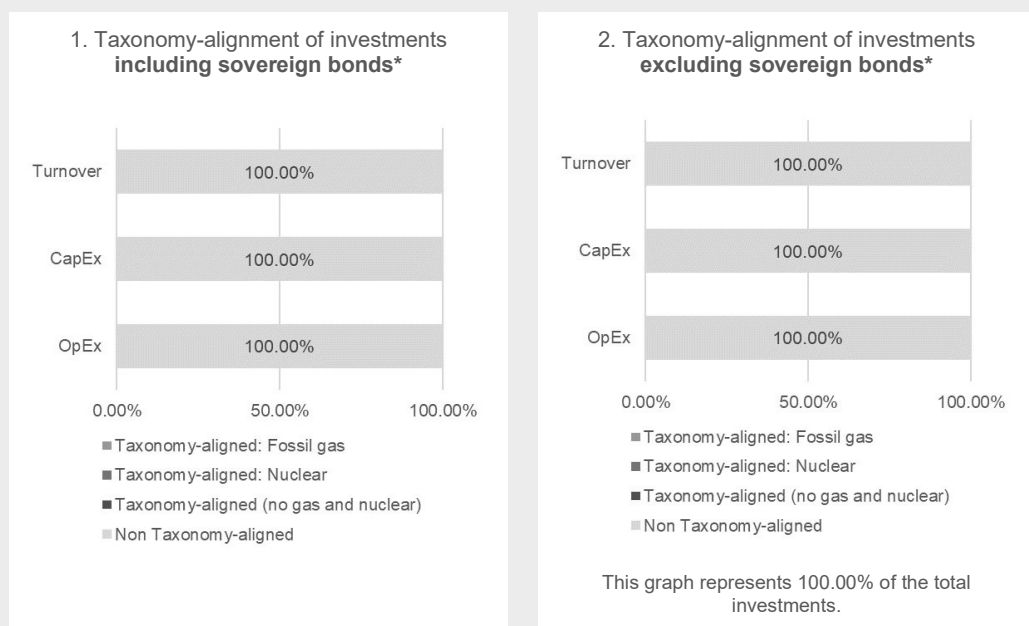 1. Taxonomy-alignment of investments
including sovereign bonds*
Turnover
100.00%
CapEx
100.00%
OpEx
100.00%
0.00%
50.00%
100.00%
Taxonomy-aligned: Fossil gas
Taxonomy-aligned: Nuclear
Taxonomy-aligned (no gas and nuclear)
Non Taxonomy-aligned
2. Taxonomy-alignment of investments
excluding sovereign bonds*
Turnover
100.00%
CapEx
100.00%
OpEx
100.00%
0.00%
50.00%
100.00%
Taxonomy-aligned: Fossil gas
Taxonomy-aligned: Nuclear
Taxonomy-aligned (no gas and nuclear)
Non Taxonomy-aligned
This graph represents 100.00% of the total
investments.